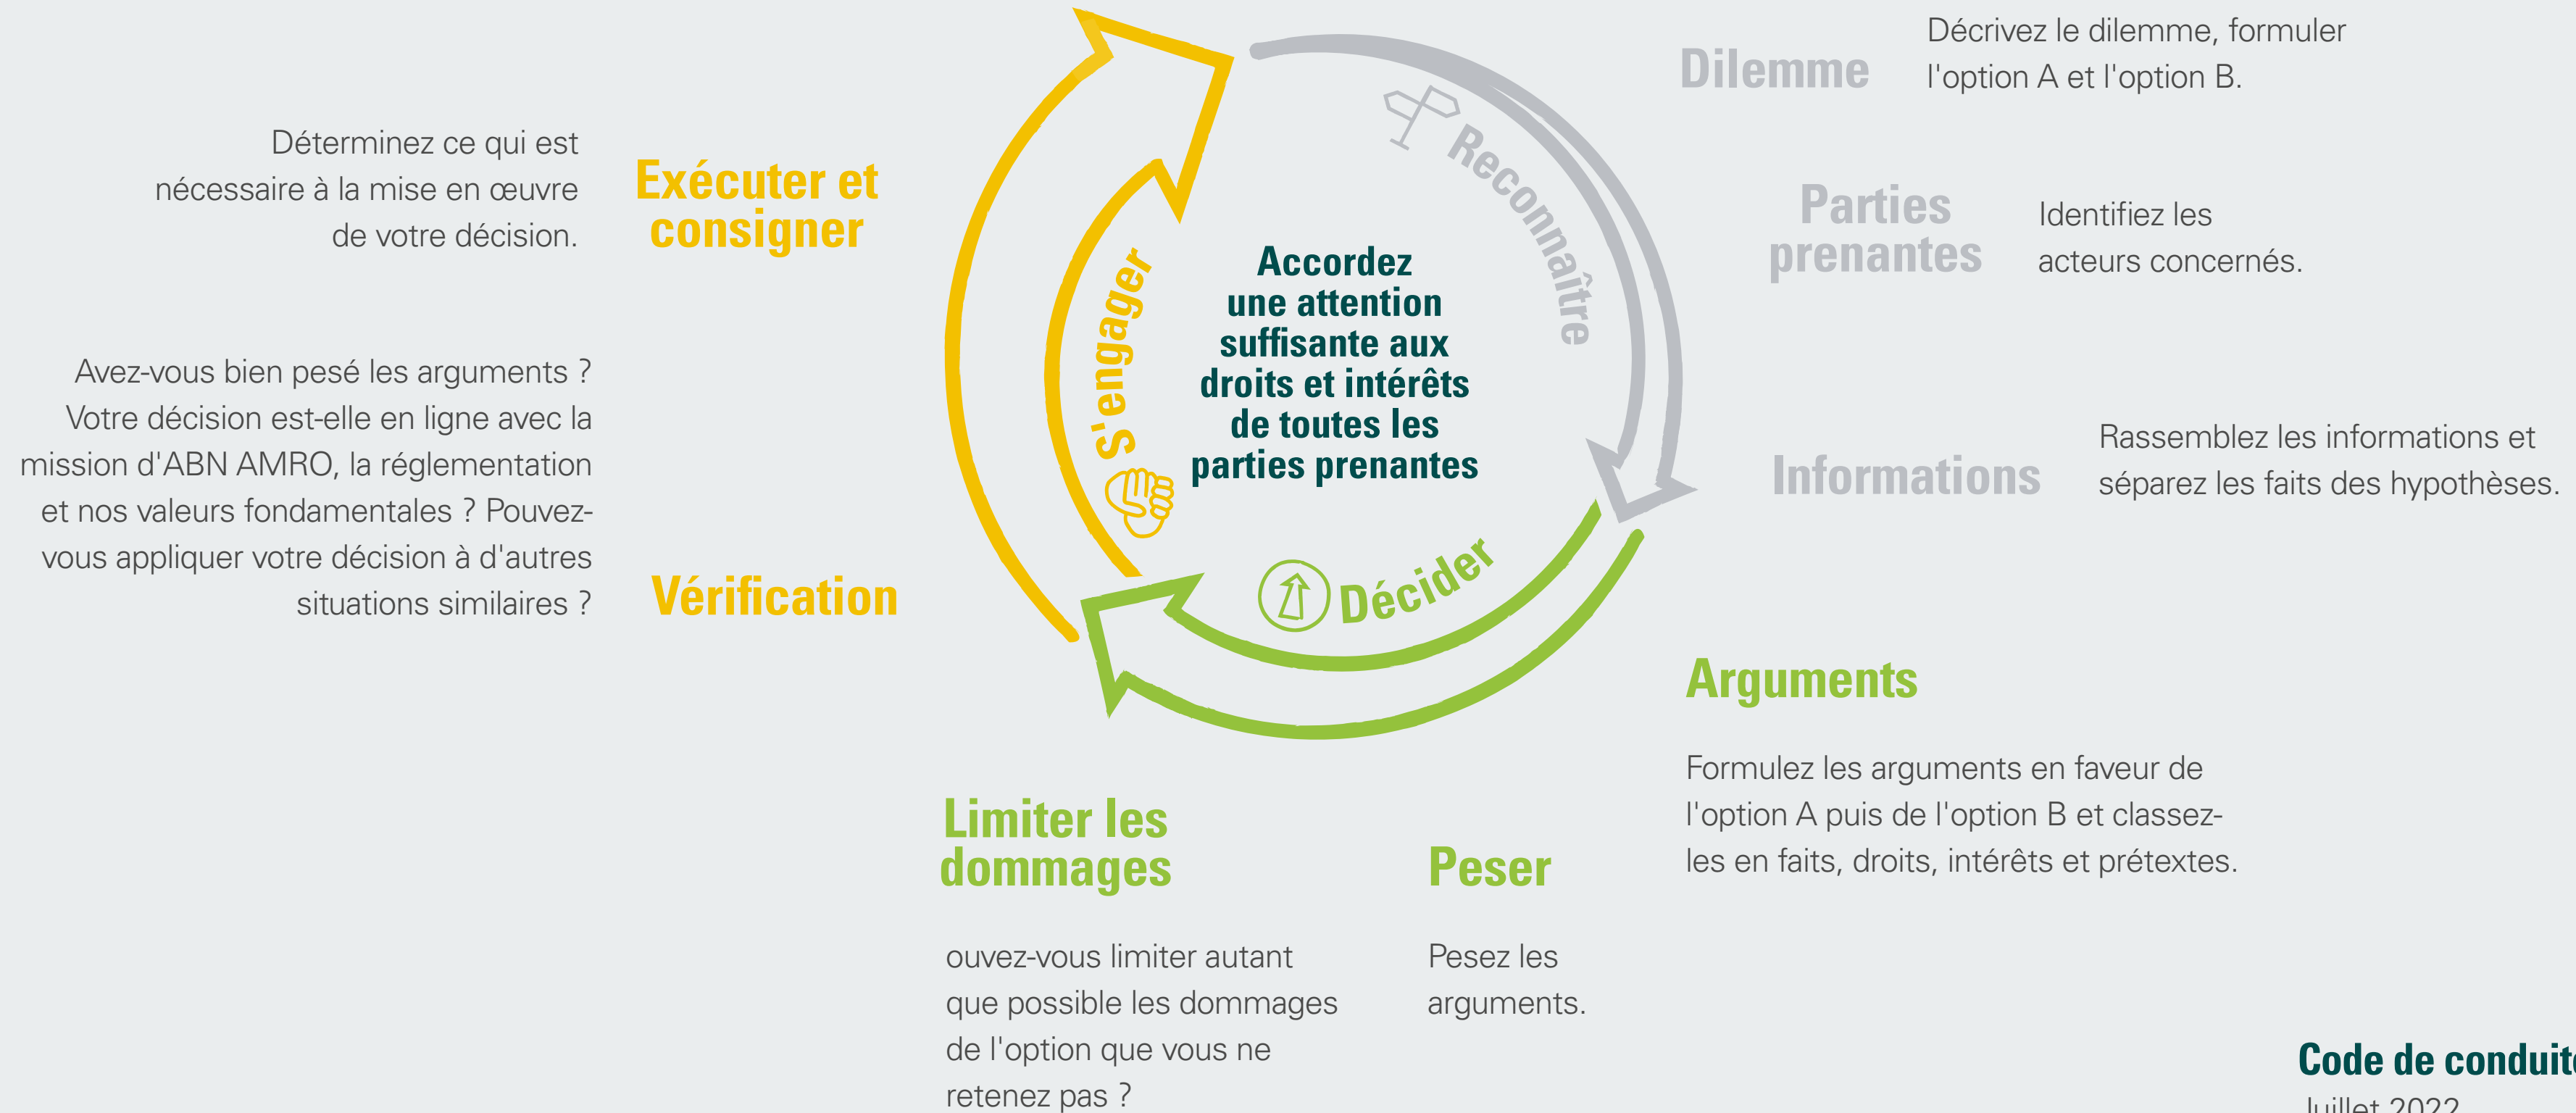 Dilemme
Décrivez le dilemme, formuler
l'option A et l'option B.
Parties
prenantes
Identifiez les
acteurs concernés.
Informations
Rassemblez les informations et
séparez les faits des hypothèses.
Reconnaître
Arguments
Formulez les arguments en faveur de
l'option A puis de l'option B et classez-
les en faits, droits, intérêts et prétextes.
Peser
Pesez les
arguments.
Limiter les
dommages
ouvez-vous limiter autant
que possible les dommages
de l'option que vous ne
retenez pas ?
Décider
Vérification
Avez-vous bien pesé les arguments ?
Votre décision est-elle en ligne avec la
mission d'ABN AMRO, la réglementation
et nos valeurs fondamentales ? Pouvez-
vous appliquer votre décision à d'autres
situations similaires ?
Exécuter et
consigner
Déterminez ce qui est
nécessaire à la mise en œuvre
de votre décision.
S'engager
Accordez
une attention
suffisante aux
droits et intérêts
de toutes les
parties prenantes
Code de conduite
Juillet 2022